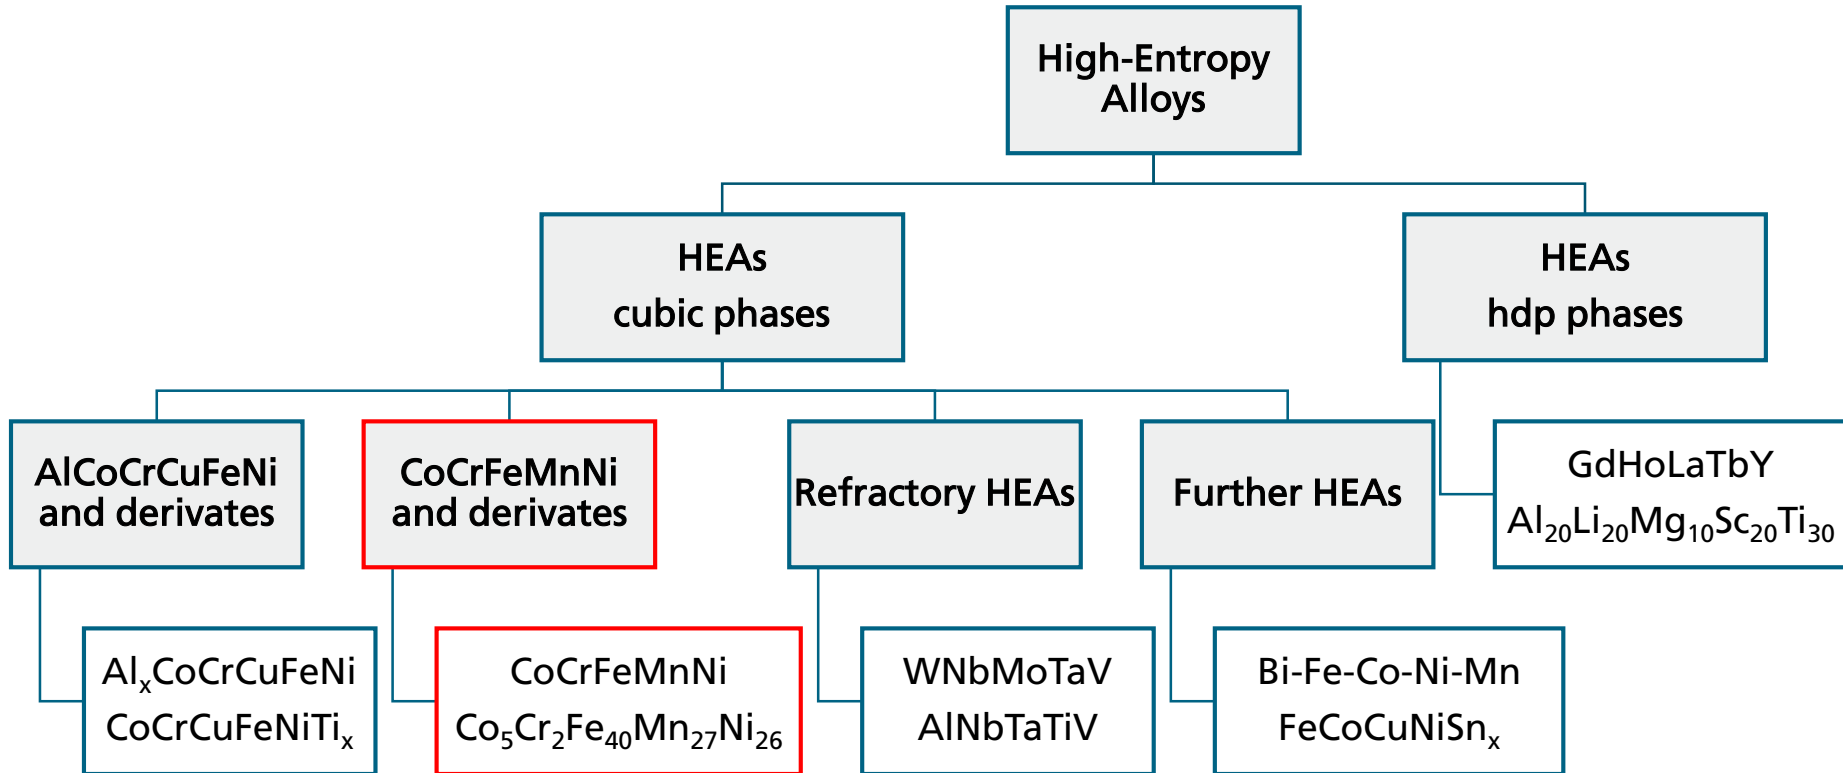 High-Entropy
Alloys
HEAs
cubic phases
HEAs
hdp phases
AlCoCrCuFeNi
and derivates
CoCrFeMnNi
and derivates
Refractory HEAs
Further HEAs
GdHoLaTbY
Al₂₀Li₂₀Mg₁₀Sc₂₀Ti₃₀
AlₓCoCrCuFeNi
CoCrCuFeNiTiₓ
CoCrFeMnNi
Co₅Cr₂Fe₄₀Mn₂₇Ni₂₆
WNbMoTaV
AlNbTaTiV
Bi-Fe-Co-Ni-Mn
FeCoCuNiSnₓ